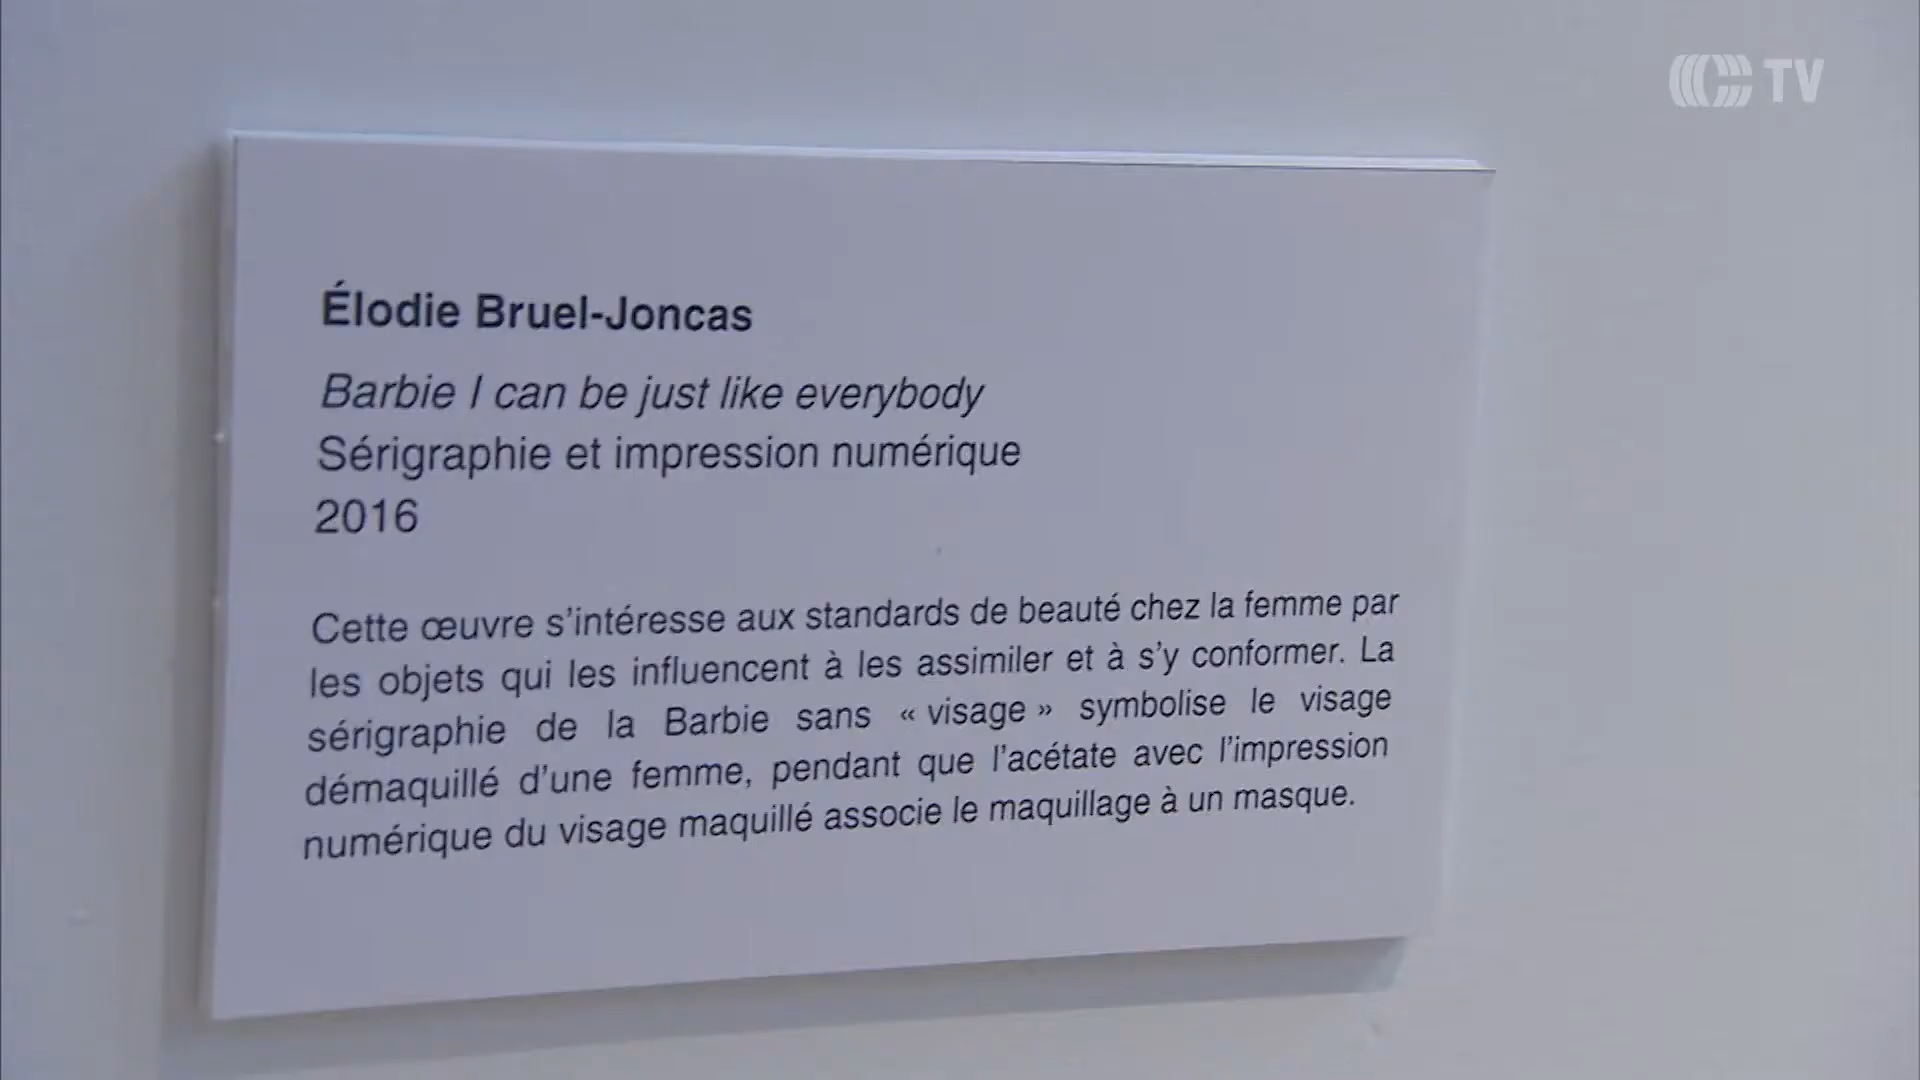 TV
Élodie Bruel-Joncas
Barbie I can be just like everybody
Sérigraphie et impression numérique
2016
Cette œuvre s'intéresse aux standards de beauté chez la femme par
les objets qui les influencent à les assimiler et à s'y conformer. La
sérigraphie de la Barbie sans « visage » symbolise le visage
démaquillé d'une femme, pendant que l'acétate avec l'impression
numérique du visage maquillé associe le maquillage à un masque.